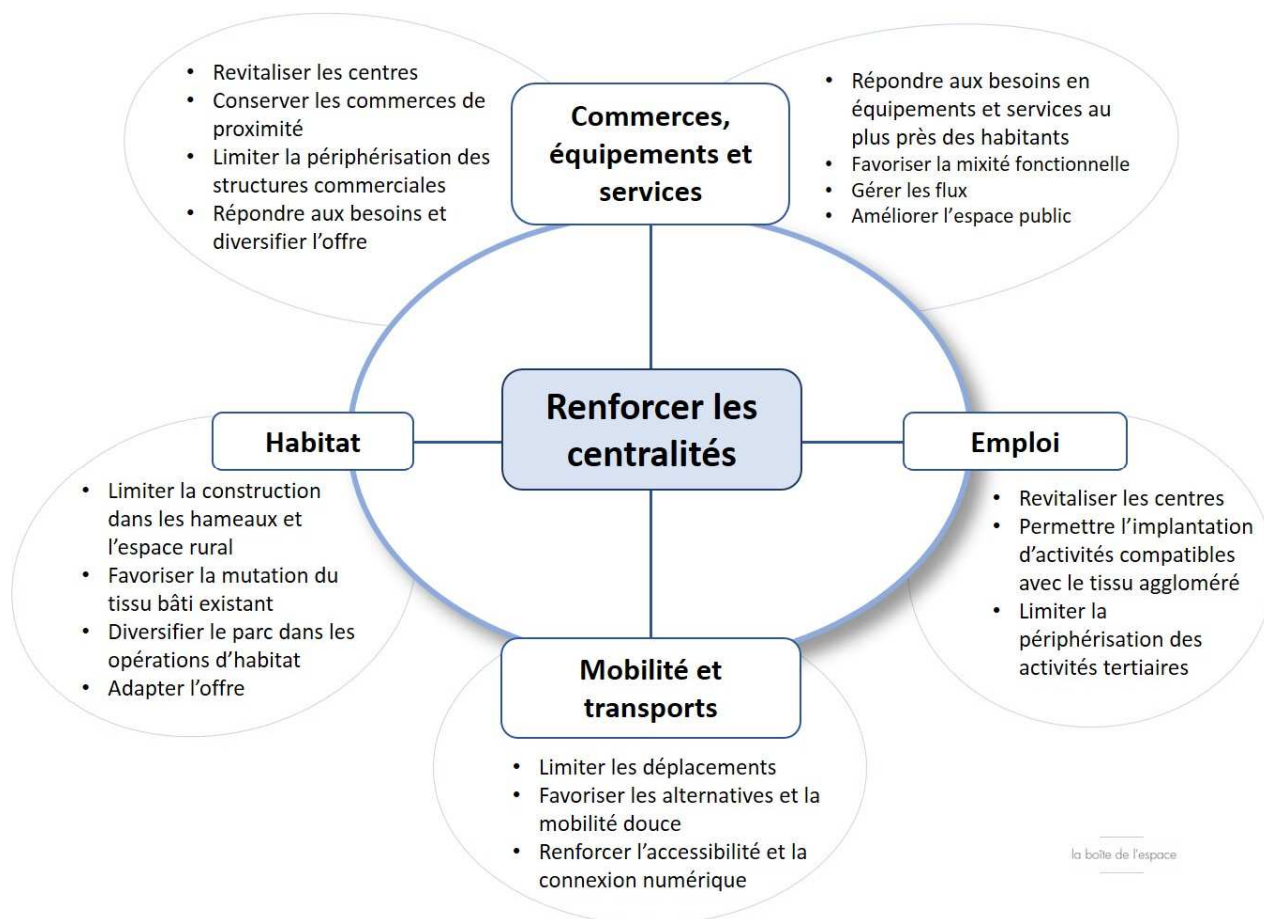 • Revitaliser les centres
• Conserver les commerces de
proximité
• Limiter la périphérisation des
structures commerciales
• Répondre aux besoins et
diversifier l’offre
Commerces,
équipements et
services
• Répondre aux besoins en
équipements et services au
plus près des habitants
• Favoriser la mixité fonctionnelle
• Gérer les flux
• Améliorer l’espace public
Renforcer les
centralités
Habitat
• Limiter la construction
dans les hameaux et
l’espace rural
• Favoriser la mutation du
tissu bâti existant
• Diversifier le parc dans les
opérations d’habitat
• Adapter l’offre
Emploi
• Revitaliser les centres
• Permettre l’implantation
d’activités compatibles
avec le tissu aggloméré
• Limiter la
périphérisation des
activités tertiaires
Mobilité et
transports
• Limiter les déplacements
• Favoriser les alternatives et la
mobilité douce
• Renforcer l’accessibilité et la
connexion numérique
la boîte de l'espace